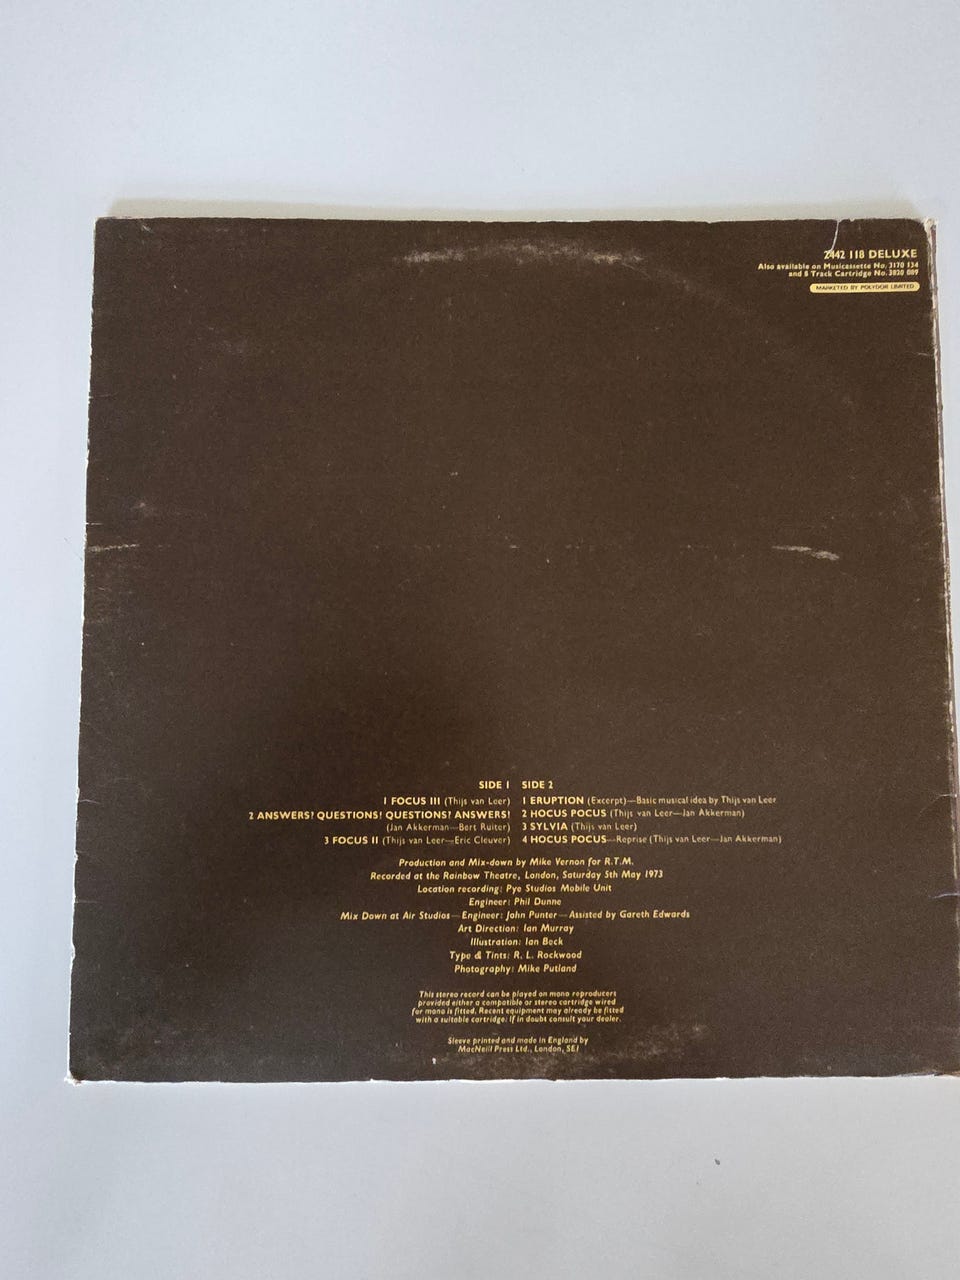 2442 118 DELUXE
Also available on Musicassette No. 3170 134
and 8 Track Cartridge No. 3820 089
MARKETED BY POLYDOR LIMITED
SIDE 1
1 FOCUS III (Thijs van Leer)
2 ANSWERS? QUESTIONS! QUESTIONS? ANSWERS!
(Jan Akkerman—Bert Ruiter)
3 FOCUS II (Thijs van Leer—Eric Cleuver)
SIDE 2
1 ERUPTION (Excerpt)—Basic musical idea by Thijs van Leer
2 HOCUS POCUS (Thijs van Leer—Jan Akkerman)
3 SYLVIA (Thijs van Leer)
4 HOCUS POCUS—Reprise (Thijs van Leer—Jan Akkerman)
Production and Mix-down by Mike Vernon for R.T.M.
Recorded at the Rainbow Theatre, London, Saturday 5th May 1973
Location recording: Pye Studios Mobile Unit
Engineer: Phil Dunne
Mix Down at Air Studios—Engineer: John Punter—Assisted by Gareth Edwards
Art Direction: Ian Murray
Illustration: Ian Beck
Type & Tints: R. L. Rockwood
Photography: Mike Putland
This stereo record can be played on mono reproducers
provided either a compatible or stereo cartridge wired
for mono is fitted. Recent equipment may already be fitted
with a suitable cartridge. If in doubt consult your dealer.
Sleeve printed and made in England by
MacNeill Press Ltd., London, SE1